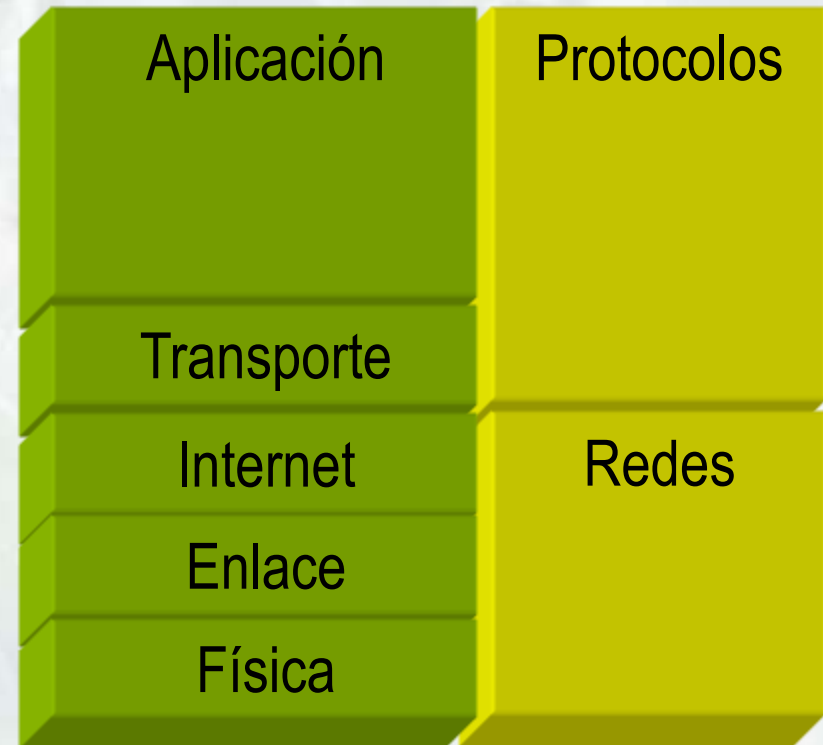 Aplicación
Protocolos
Transporte
Internet
Redes
Enlace
Física